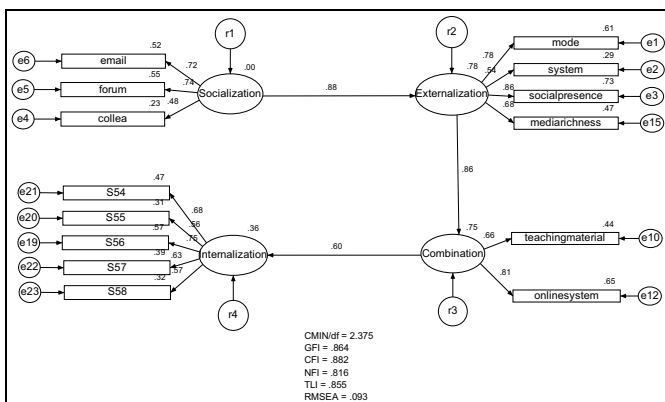 r1
r2
e6
.52
email
.72
.00
Socialization
e5
.55
forum
.74
e4
.23
collea
.48
.88
.61
mode
e1
.78
.78
Externalization
.54
.29
system
e2
.86
.73
socialpresence
e3
.68
.47
mediarichness
e15
.86
e21
.47
S54
.68
e20
.31
S55
.56
.36
Internalization
e19
.57
S56
.75
e22
.39
S57
.63
e23
.32
S58
.57
.60
.75
Combination
.66
.44
teachingmaterial
e10
.81
.65
onlinesystem
e12
r4
r3
CMIN/df = 2.375
GFI = .864
CFI = .882
NFI = .816
TLI = .855
RMSEA = .093